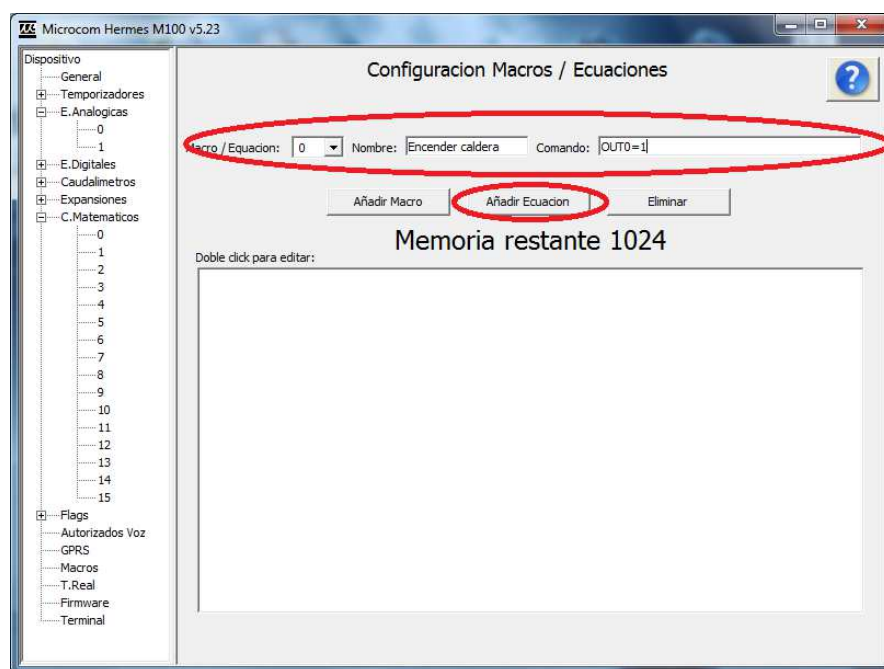 Microcom Hermes M100 v5.23
Dispositivo
General
Temporizadores
E.Analogicas
0
1
E.Digitales
Caudalimetros
Expansiones
C.Matematicos
0
1
2
3
4
5
6
7
8
9
10
11
12
13
14
15
Flags
Autorizados Voz
GPRS
Macros
T.Real
Firmware
Terminal
Configuracion Macros / Ecuaciones
?
Macro / Equacion: 0 Nombre: Encender caldera Comando: OUT0=1
Añadir Macro Añadir Ecuacion Eliminar
Memoria restante 1024
Doble click para editar: